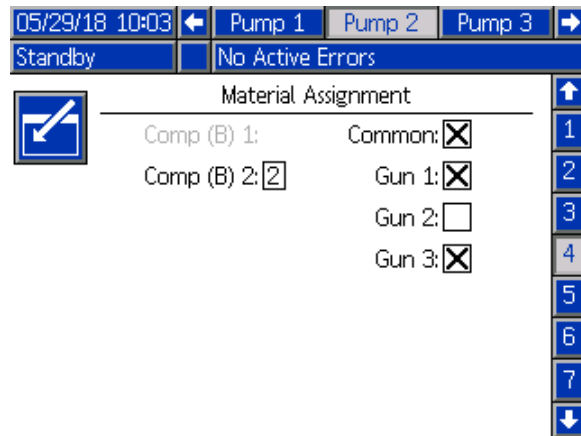 05/29/18 10:03 Pump 1 Pump 2 Pump 3
Standby No Active Errors
Material Assignment
Comp (B) 1: Common:
Comp (B) 2: 2 Gun 1:
Gun 2:
Gun 3:
1
2
3
4
5
6
7